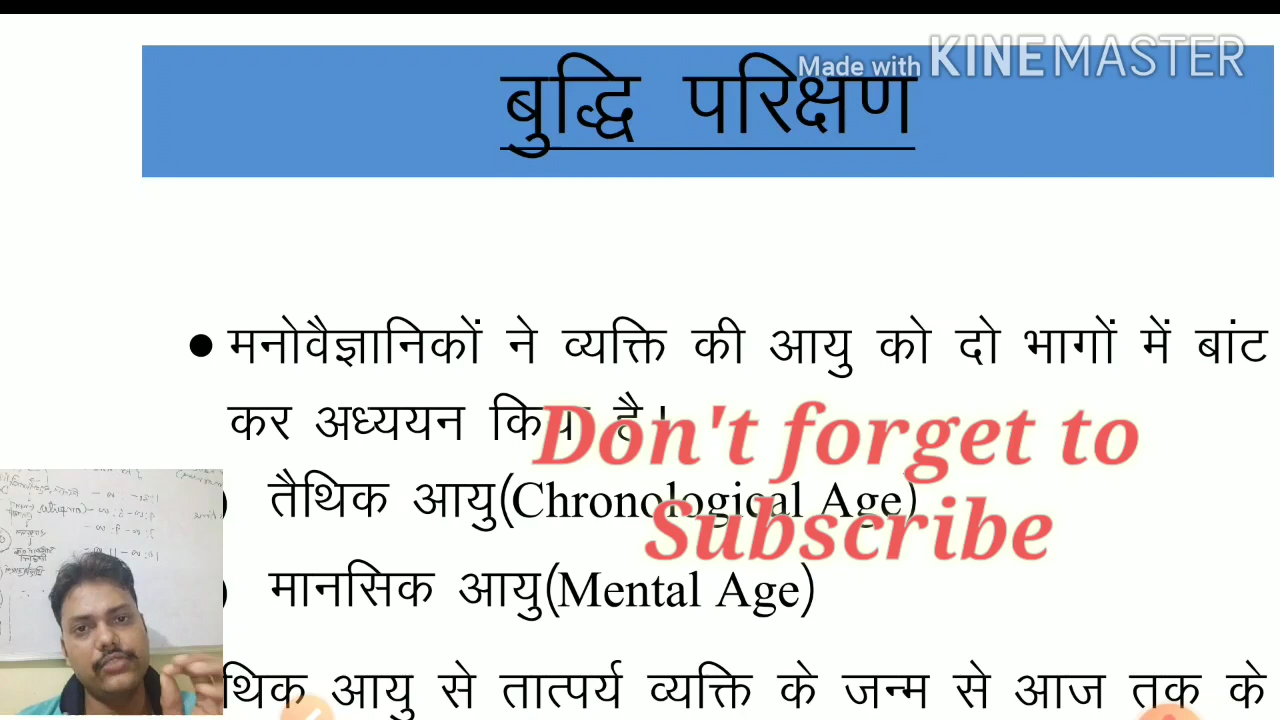 Made with KINEMASTER
बुद्धि परिक्षण
● मनोवैज्ञानिकों ने व्यक्ति की आयु को दो भागों में बांट
कर अध्ययन किया है।
) तैथिक आयु(Chronological Age)
) मानसिक आयु(Mental Age)
थिक आयु से तात्पर्य व्यक्ति के जन्म से आज तक के
Don't forget to
Subscribe